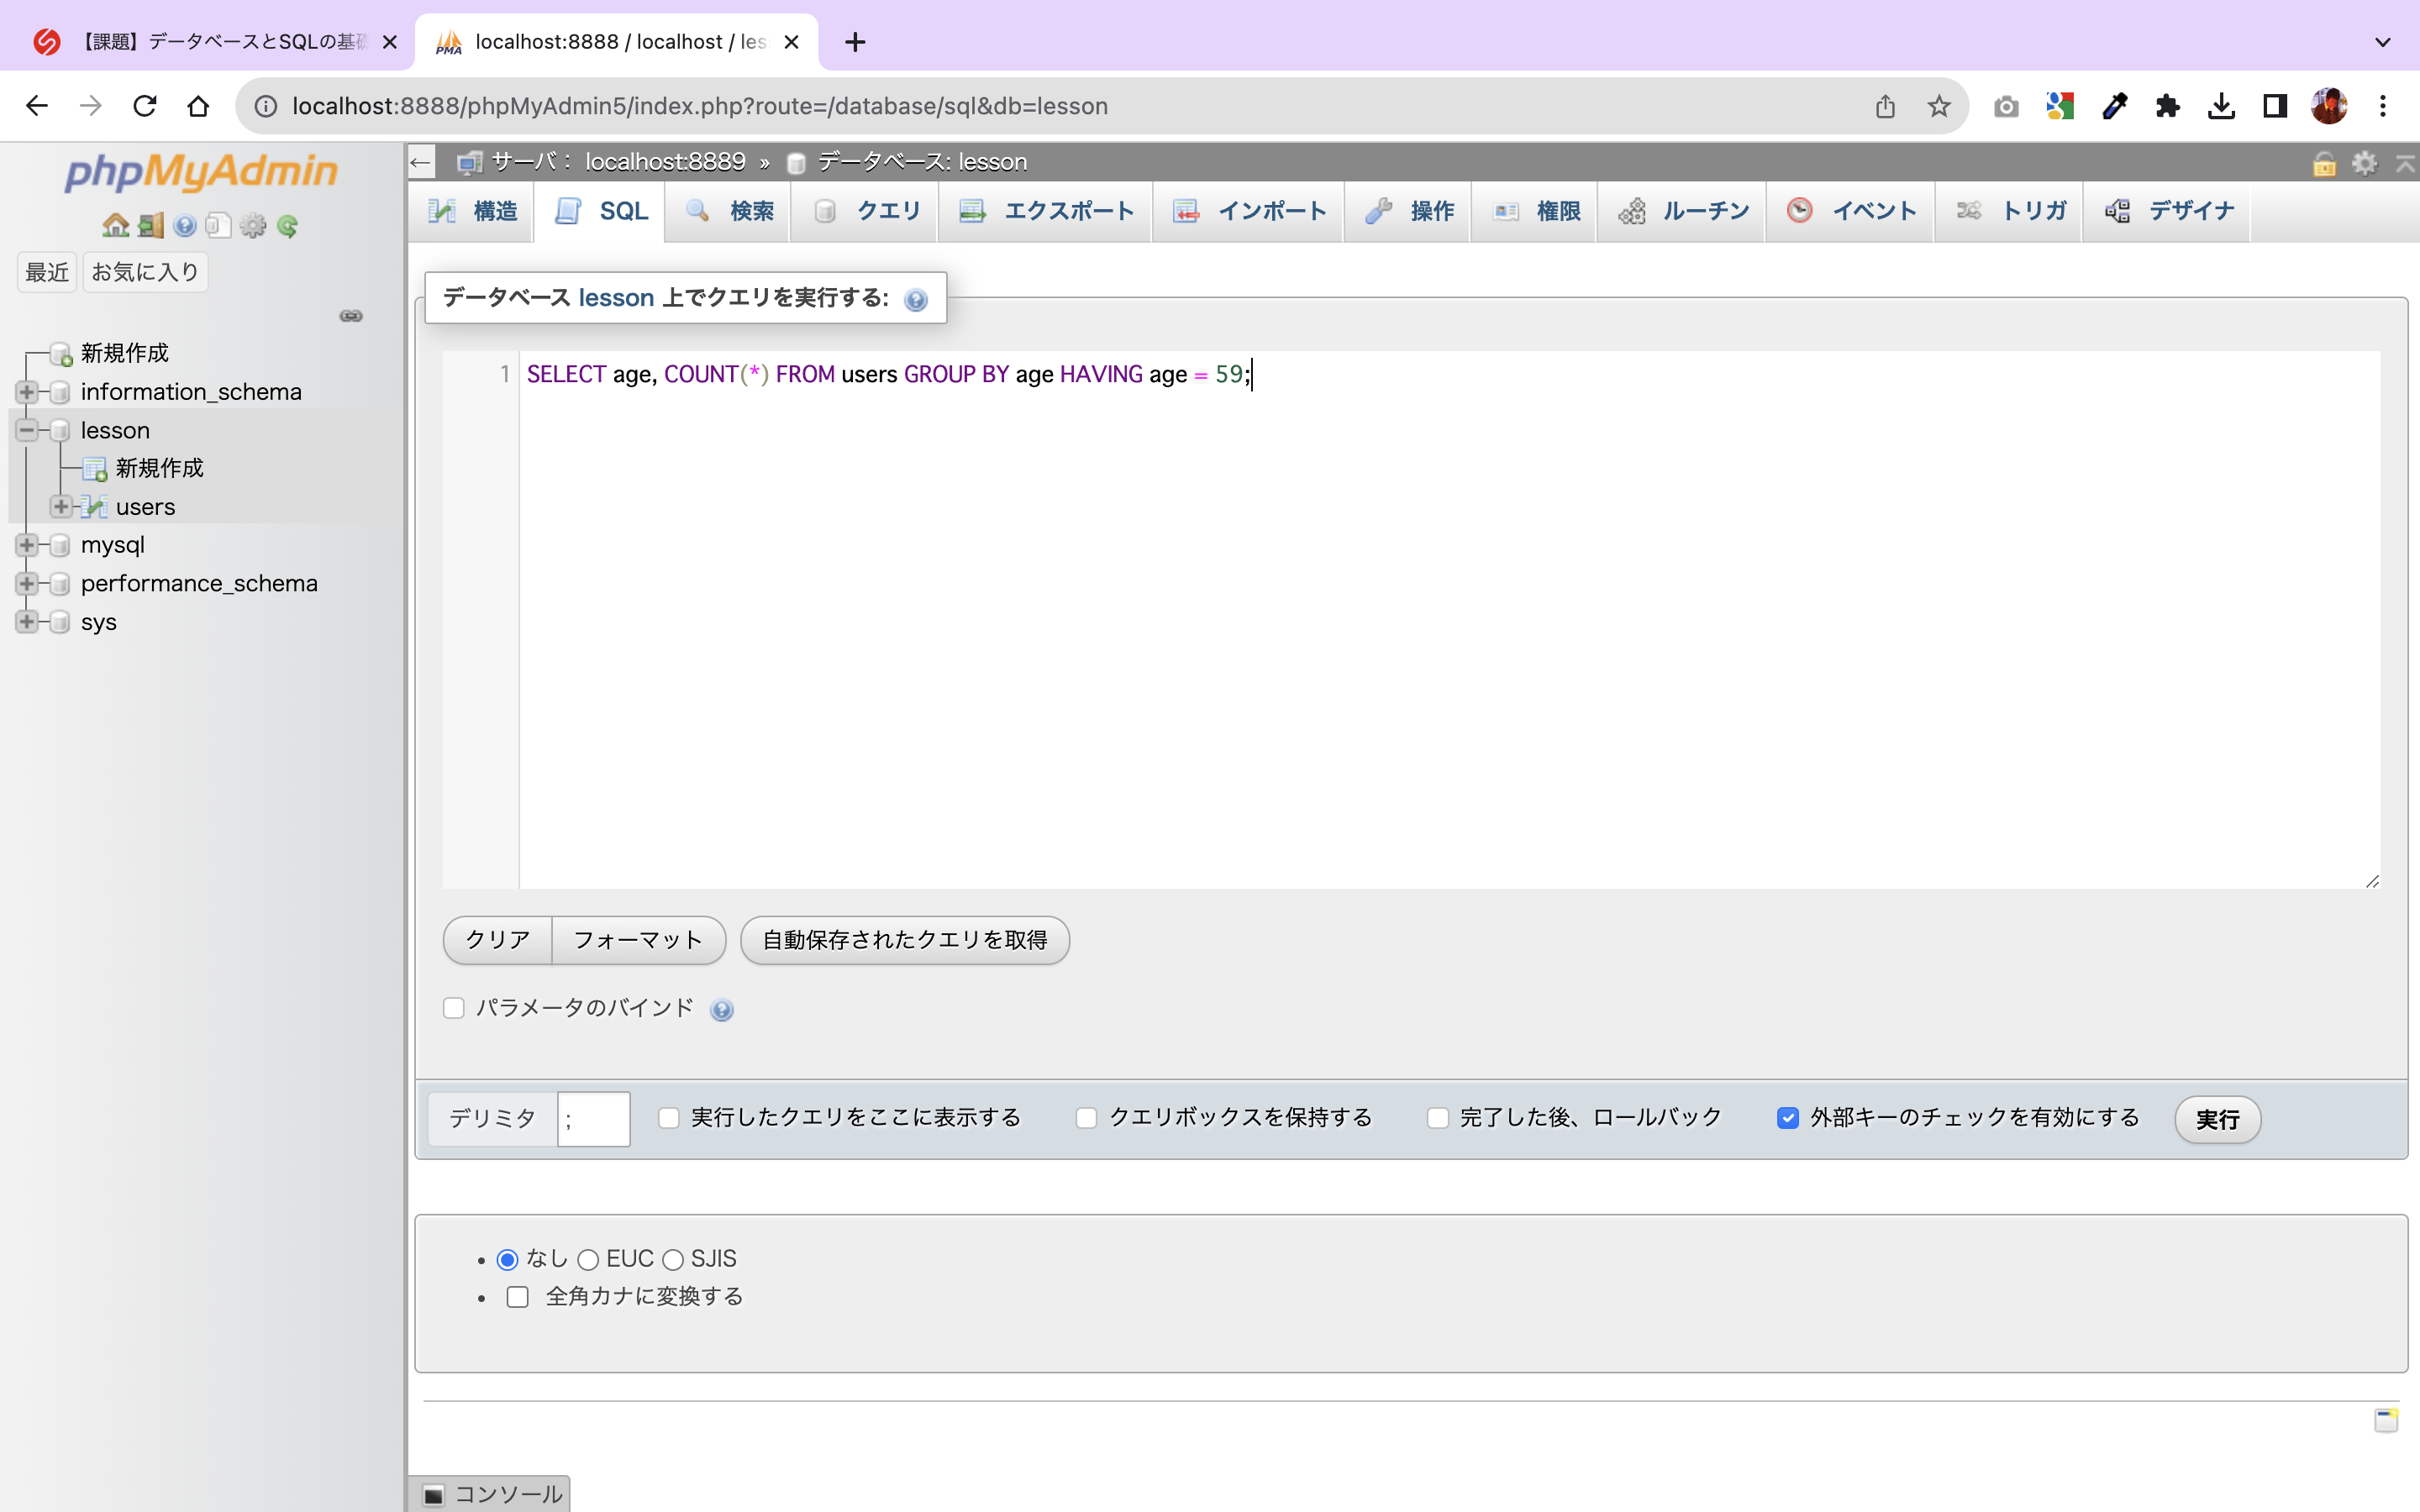 【課題】データベースとSQLの基礎
localhost:8888 / localhost / les
localhost:8888/phpMyAdmin5/index.php?route=/database/sql&db=lesson
phpMyAdmin
最近 お気に入り
新規作成
information_schema
lesson
新規作成
users
mysql
performance_schema
sys
サーバ： localhost:8889 » データベース: lesson
構造 SQL 検索 クエリ エクスポート インポート 操作 権限 ルーチン イベント トリガ デザイナ
データベース lesson 上でクエリを実行する:
1 SELECT age, COUNT(*) FROM users GROUP BY age HAVING age = 59;
クリア フォーマット 自動保存されたクエリを取得
パラメータのバインド
デリミタ ; 実行したクエリをここに表示する クエリボックスを保持する 完了した後、ロールバック 外部キーのチェックを有効にする 実行
なし EUC SJIS
全角カナに変換する
コンソール